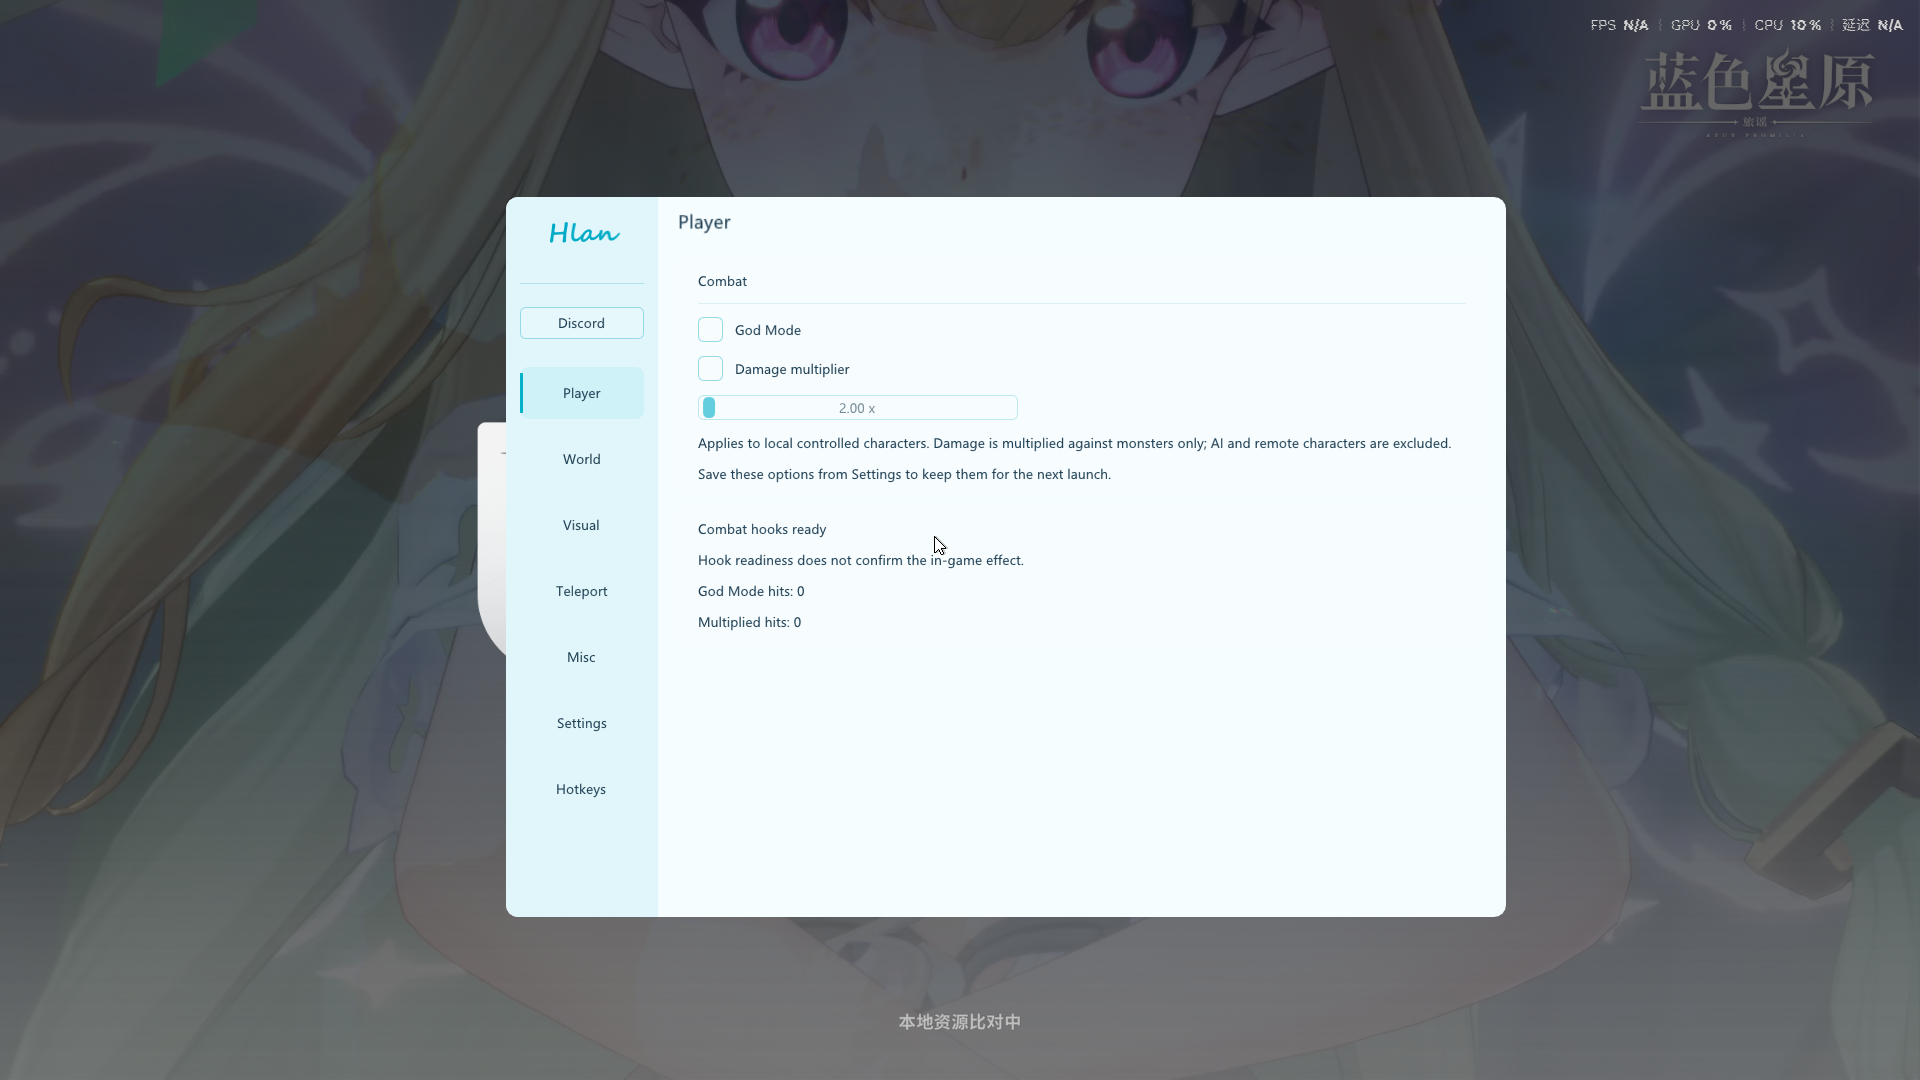 FPS N/A | GPU 0% | CPU 10% | 延迟 N/A
蓝色星原
旅谣
AZUR PROMILIA
Hlan
Discord
Player
World
Visual
Teleport
Misc
Settings
Hotkeys
Player
Combat
God Mode
Damage multiplier
2.00 x
Applies to local controlled characters. Damage is multiplied against monsters only; AI and remote characters are excluded.
Save these options from Settings to keep them for the next launch.
Combat hooks ready
Hook readiness does not confirm the in-game effect.
God Mode hits: 0
Multiplied hits: 0
本地资源比对中